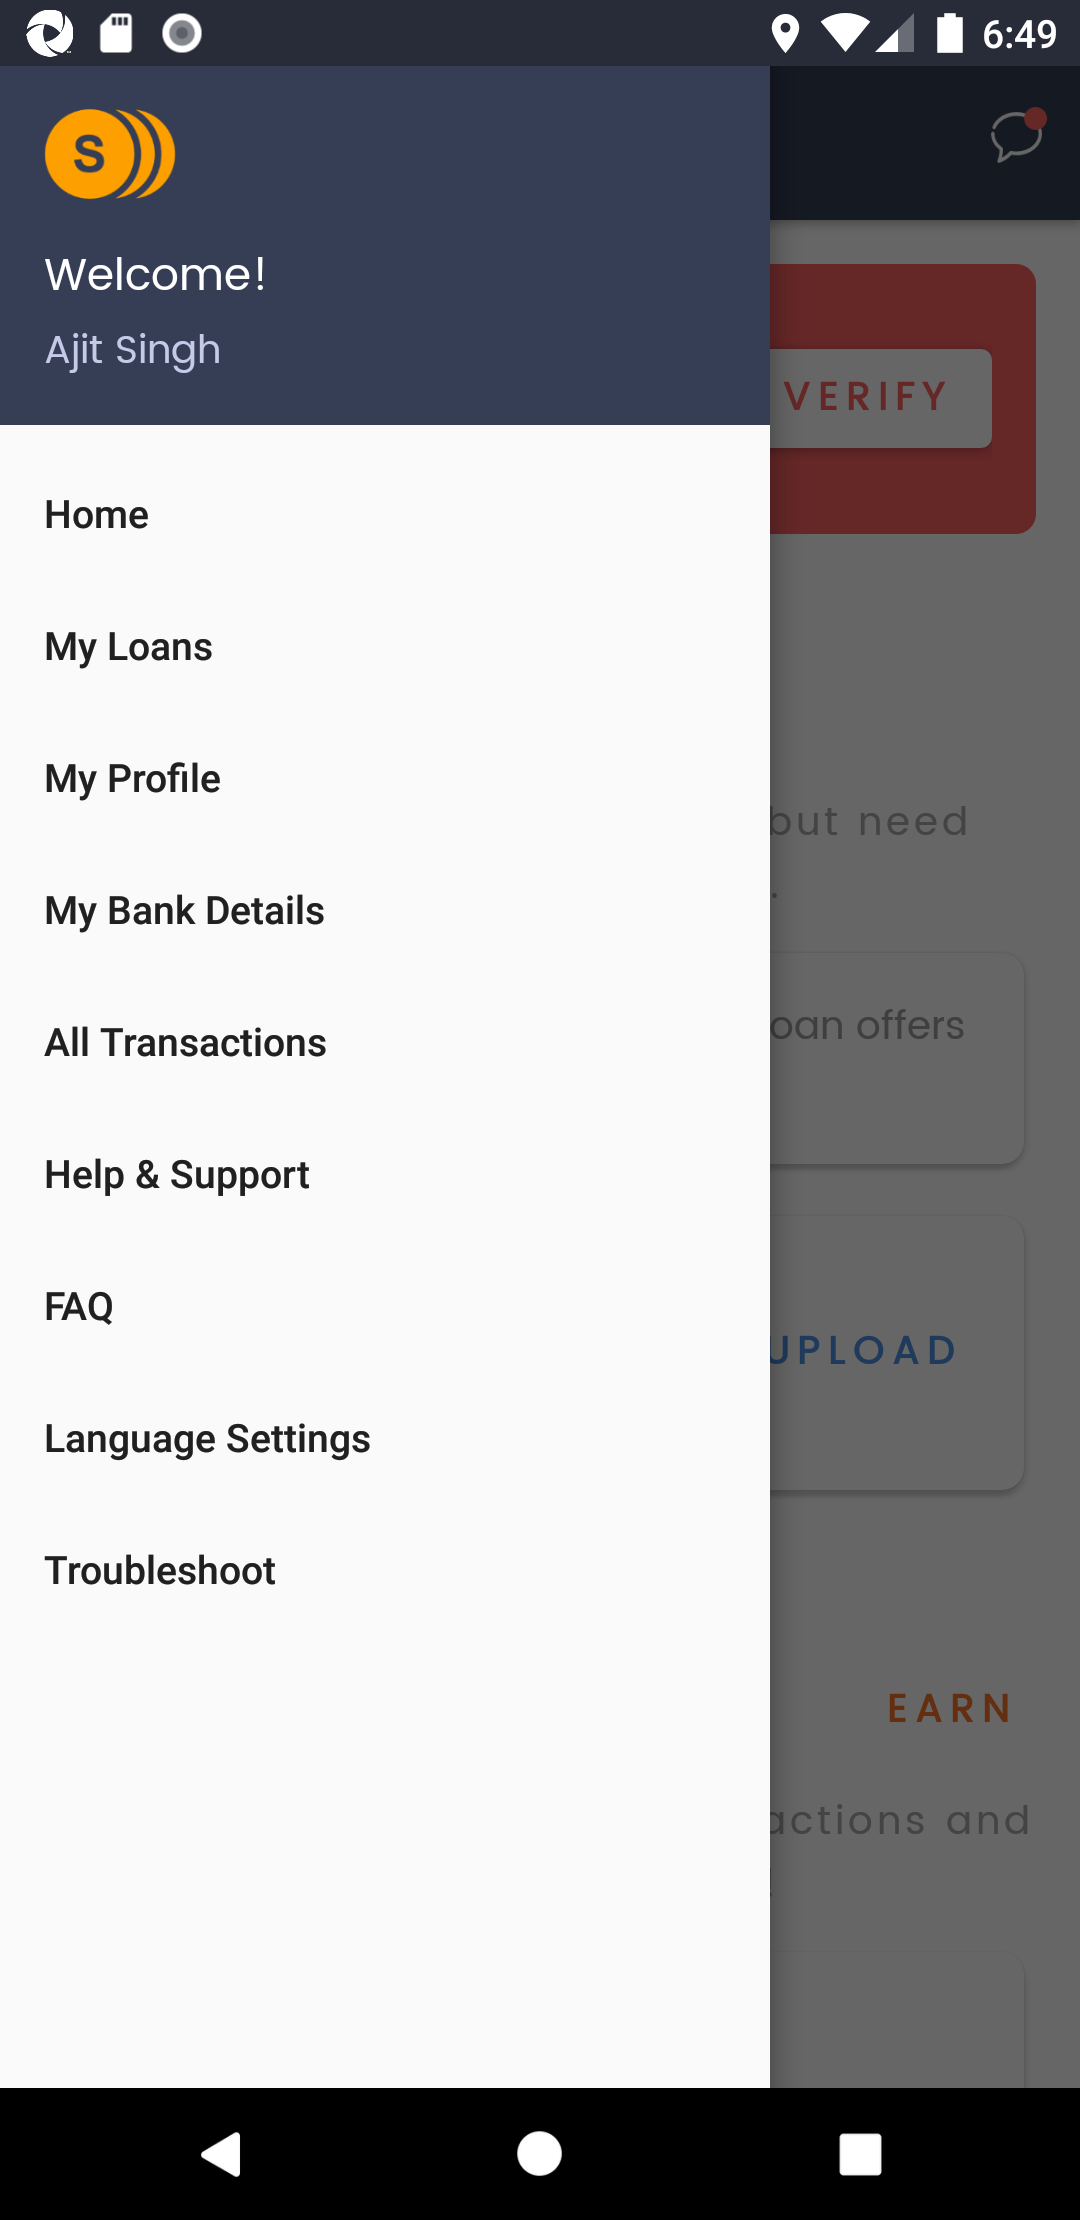 6:49
S
Welcome!
Ajit Singh
VERIFY
Home
My Loans
My Profile
but need
.
My Bank Details
All Transactions
oan offers
Help & Support
FAQ
UPLOAD
Language Settings
Troubleshoot
EARN
actions and